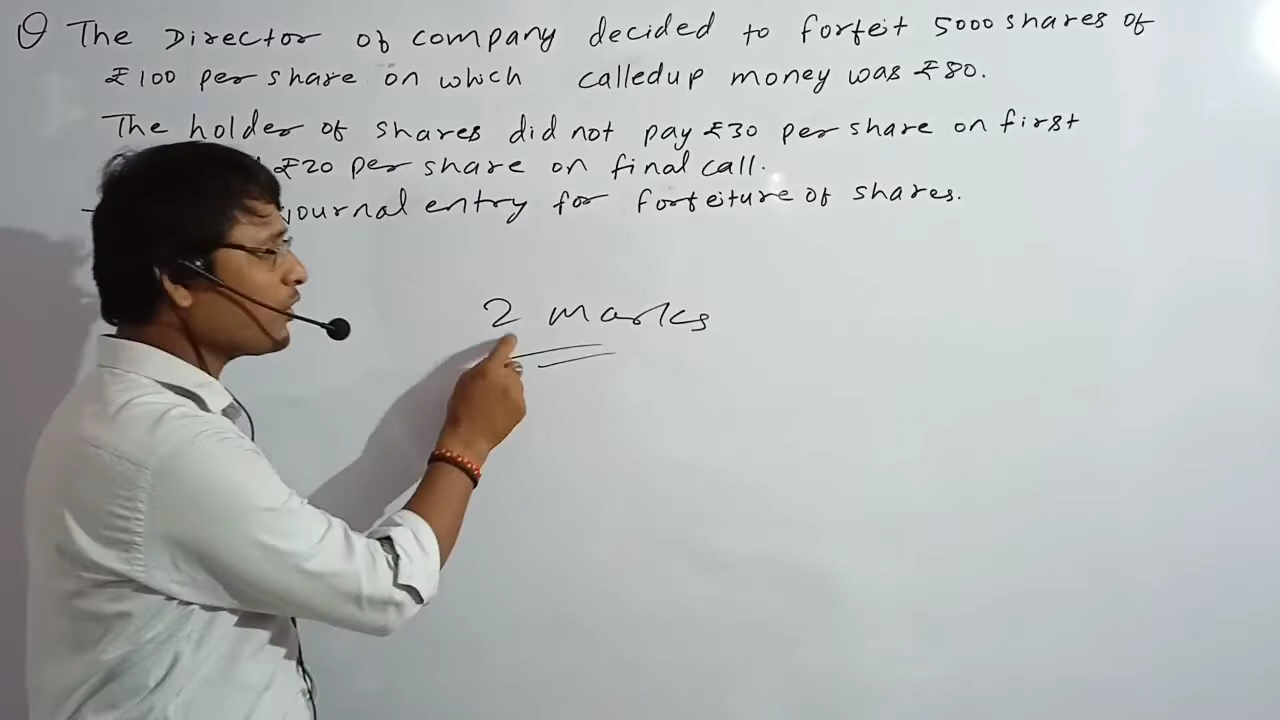 Q The Director of company decided to forfeit 5000 shares of
₹100 per share on which calledup money was ₹80.
The holder of shares did not pay ₹30 per share on first
₹20 per share on final call.
journal entry for forfeiture of shares.
2 marks